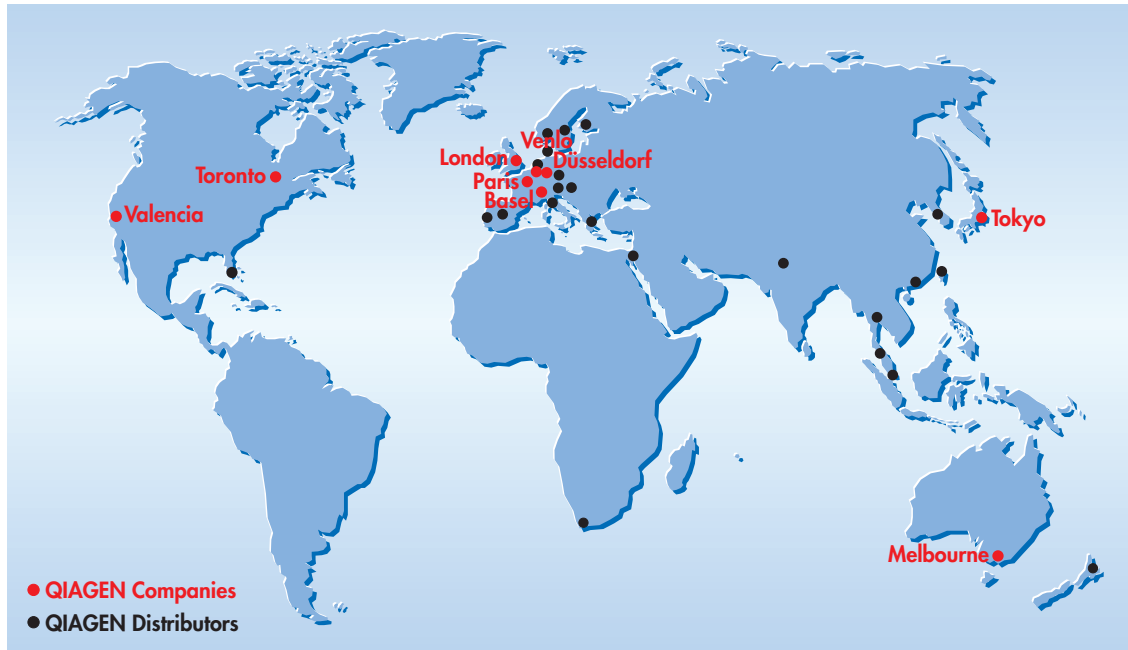 Venlo
London
Düsseldorf
Toronto
Paris
Basel
Valencia
Tokyo
Melbourne
QIAGEN Companies
QIAGEN Distributors